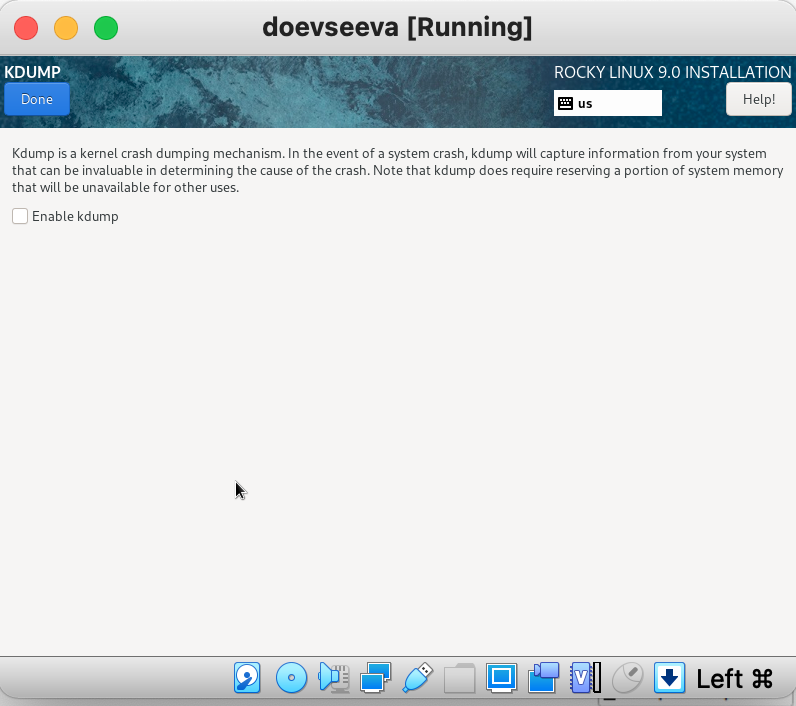 doevseeva [Running]
KDUMP
ROCKY LINUX 9.0 INSTALLATION
Done
us
Help!
Kdump is a kernel crash dumping mechanism. In the event of a system crash, kdump will capture information from your system
that can be invaluable in determining the cause of the crash. Note that kdump does require reserving a portion of system memory
that will be unavailable for other uses.
Enable kdump
V
Left ⌘